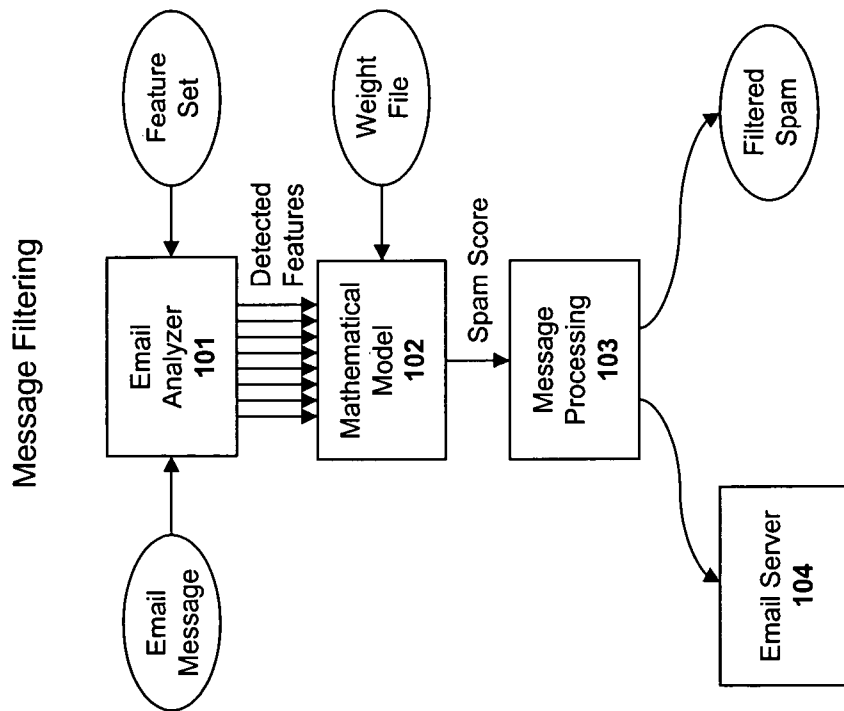 Message Filtering
Email
Message
Email
Analyzer
101
Feature
Set
Detected
Features
Mathematical
Model
102
Weight
File
Spam Score
Message
Processing
103
Email Server
104
Filtered
Spam